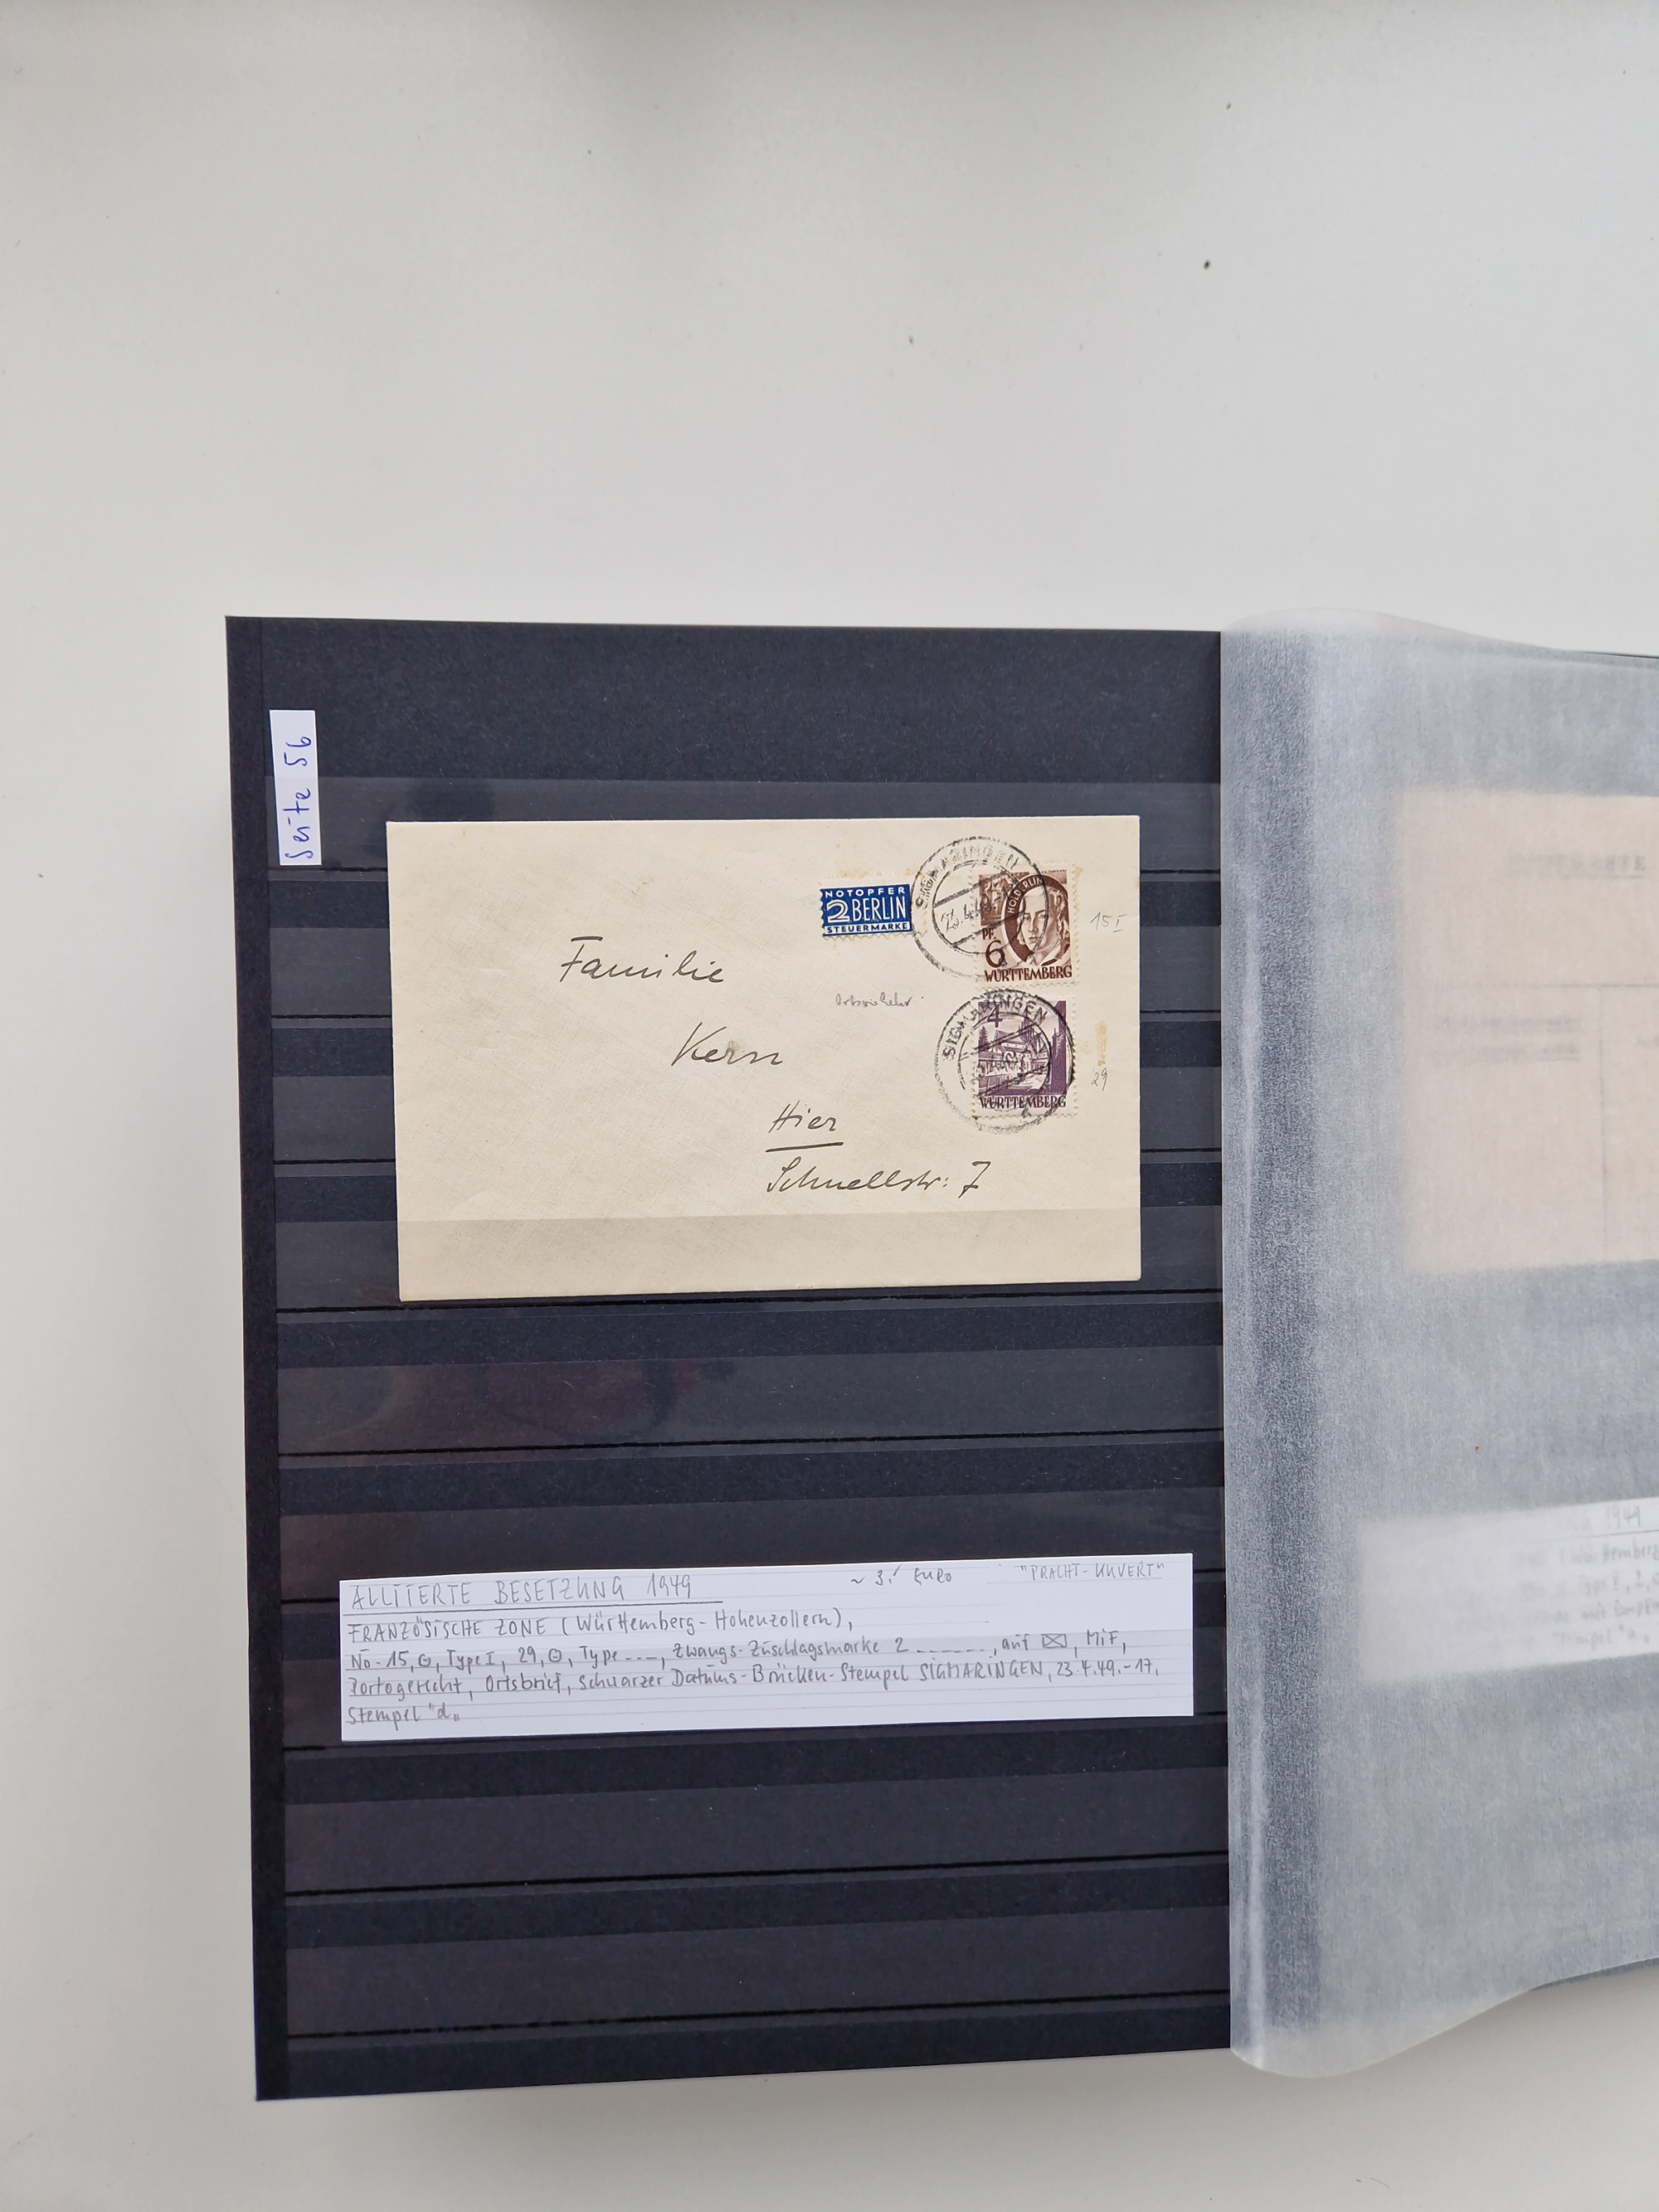 Seite 56
NOTOPFER
2 BERLIN
STEUERMARKE
SIGMARINGEN
23.4.49
HÖLDERLIN
PF.
6
WÜRTTEMBERG
15 I
Familie
Ortsverkehr
SIGMARINGEN
4
WÜRTTEMBERG
29
Kern
Hier
Schnellstr: 7
ALLIIERTE BESETZUNG 1949
~ 3.- EURO
"PRACHT-KUVERT"
FRANZÖSISCHE ZONE (Württemberg-Hohenzollern),
No-15, ⊙, Type I, 29, ⊙, Type ---, Zwangs-Zuschlagsmarke 2 ------, auf ✉, MiF,
Portogerecht, Ortsbrief, schwarzer Datums-Brücken-Stempel SIGMARINGEN, 23.4.49.-17.
Stempel "d"
1949